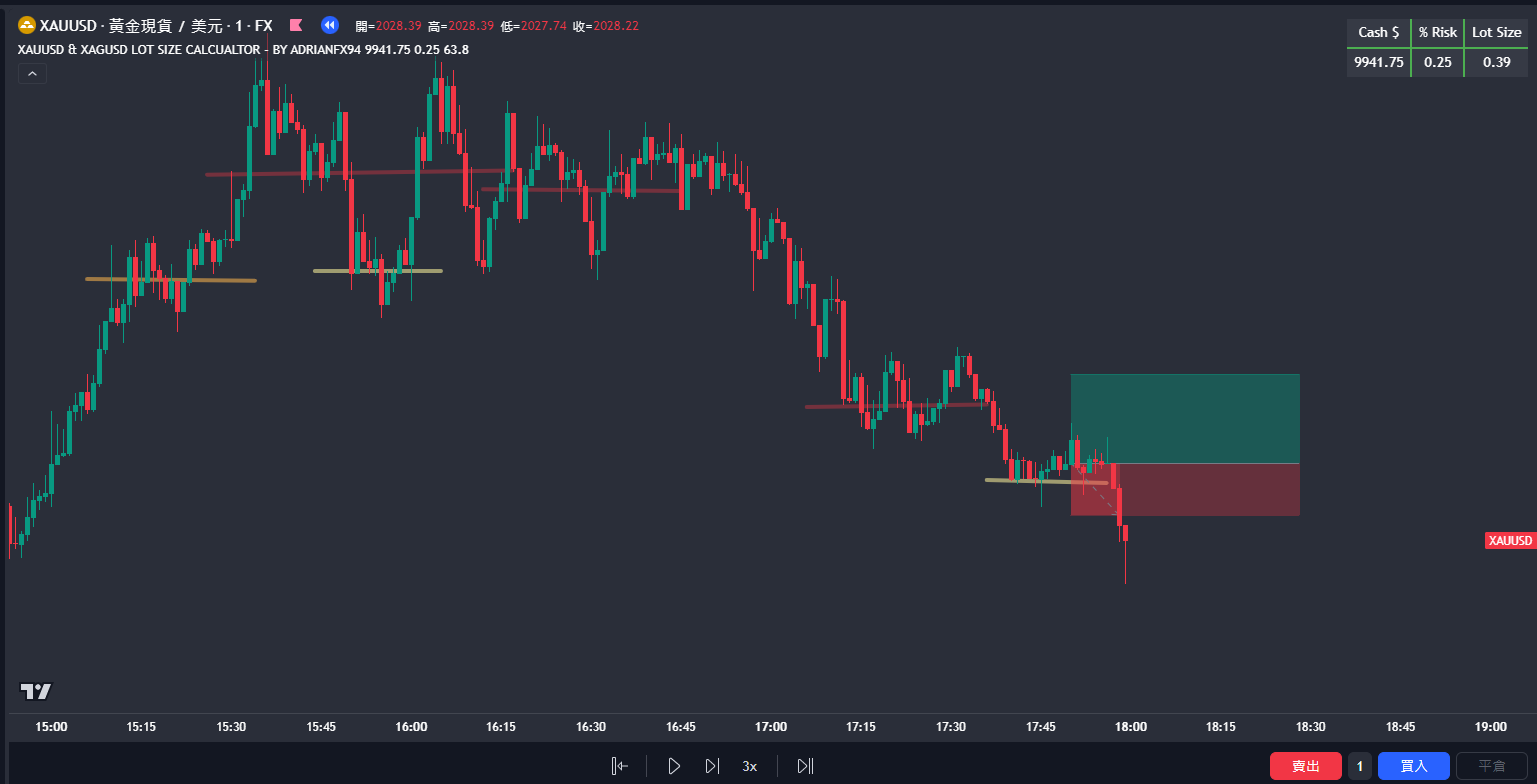 XAUUSD · 黃金現貨 / 美元 · 1 · FX 開=2028.39 高=2028.39 低=2027.74 收=2028.22
XAUUSD & XAGUSD LOT SIZE CALCUALTOR - BY ADRIANFX94 9941.75 0.25 63.8
Cash $ % Risk Lot Size
9941.75 0.25 0.39
XAUUSD
15:00 15:15 15:30 15:45 16:00 16:15 16:30 16:45 17:00 17:15 17:30 17:45 18:00 18:15 18:30 18:45 19:00
3x 賣出 1 買入 平倉